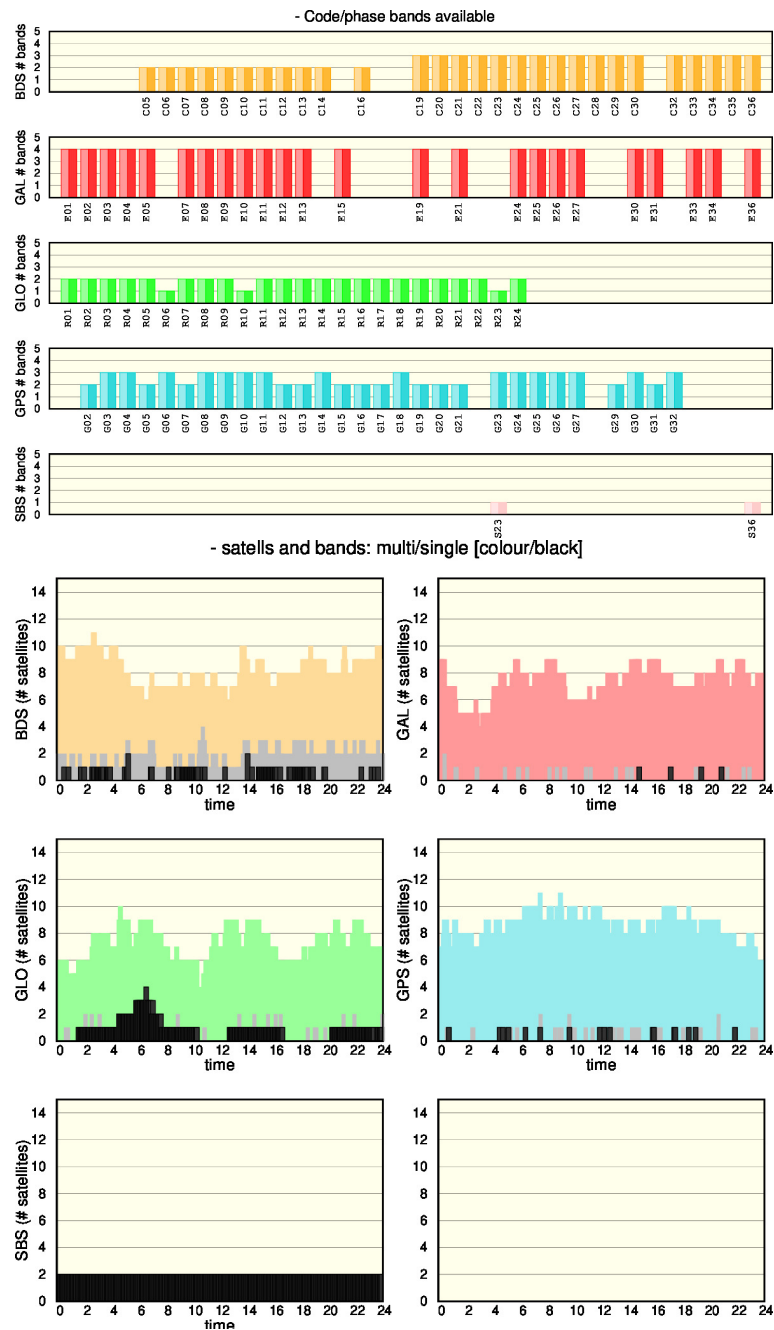 - Code/phase bands available
BDS # bands
5
4
3
2
1
0
C05 C06 C07 C08 C09 C10 C11 C12 C13 C14 C16 C19 C20 C21 C22 C23 C24 C25 C26 C27 C28 C29 C30 C32 C33 C34 C35 C36
GAL # bands
5
4
3
2
1
0
E01 E02 E03 E04 E05 E07 E08 E09 E10 E11 E12 E13 E15 E19 E21 E24 E25 E26 E27 E30 E31 E33 E34 E36
GLO # bands
5
4
3
2
1
0
R01 R02 R03 R04 R05 R06 R07 R08 R09 R10 R11 R12 R13 R14 R15 R16 R17 R18 R19 R20 R21 R22 R23 R24
GPS # bands
5
4
3
2
1
0
G02 G03 G04 G05 G06 G07 G08 G09 G10 G11 G12 G13 G14 G15 G16 G17 G18 G19 G20 G21 G23 G24 G25 G26 G27 G29 G30 G31 G32
SBS # bands
5
4
3
2
1
0
S23 S36
- satells and bands: multi/single [colour/black]
BDS (# satellites)
14
12
10
8
6
4
2
0
0 2 4 6 8 10 12 14 16 18 20 22 24
time
GAL (# satellites)
14
12
10
8
6
4
2
0
0 2 4 6 8 10 12 14 16 18 20 22 24
time
GLO (# satellites)
14
12
10
8
6
4
2
0
0 2 4 6 8 10 12 14 16 18 20 22 24
time
GPS (# satellites)
14
12
10
8
6
4
2
0
0 2 4 6 8 10 12 14 16 18 20 22 24
time
SBS (# satellites)
14
12
10
8
6
4
2
0
0 2 4 6 8 10 12 14 16 18 20 22 24
time
14
12
10
8
6
4
2
0
0 2 4 6 8 10 12 14 16 18 20 22 24